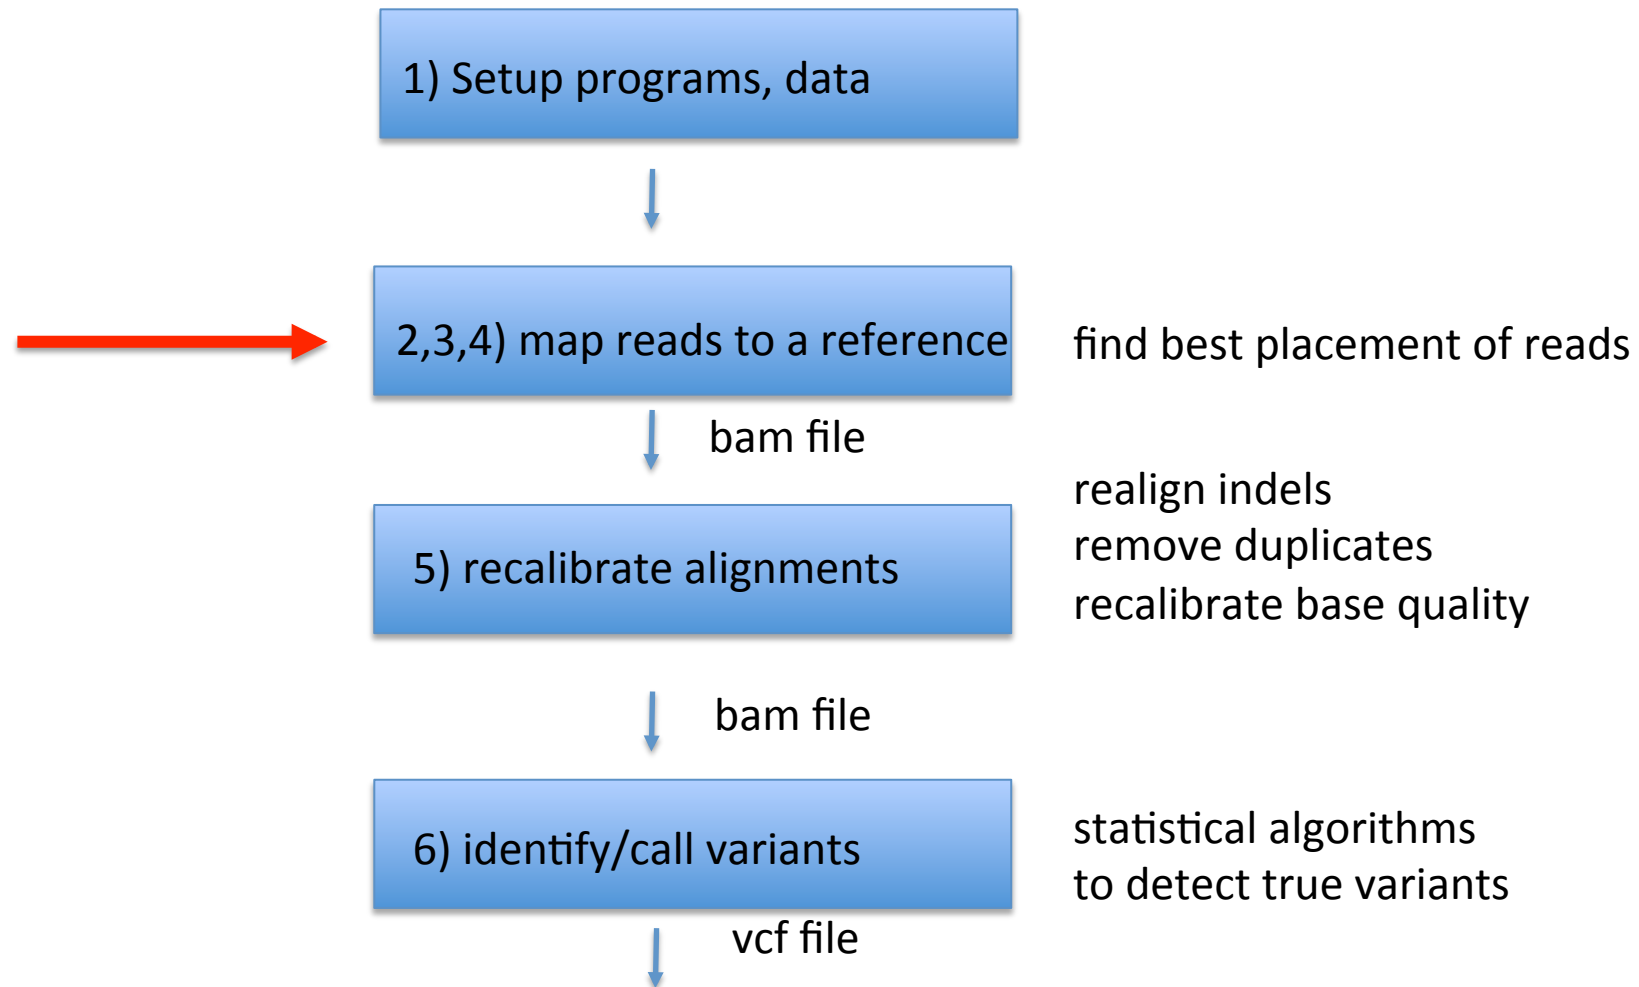 1) Setup programs, data
2,3,4) map reads to a reference
find best placement of reads
bam file
realign indels
remove duplicates
recalibrate base quality
5) recalibrate alignments
bam file
6) identify/call variants
statistical algorithms
to detect true variants
vcf file